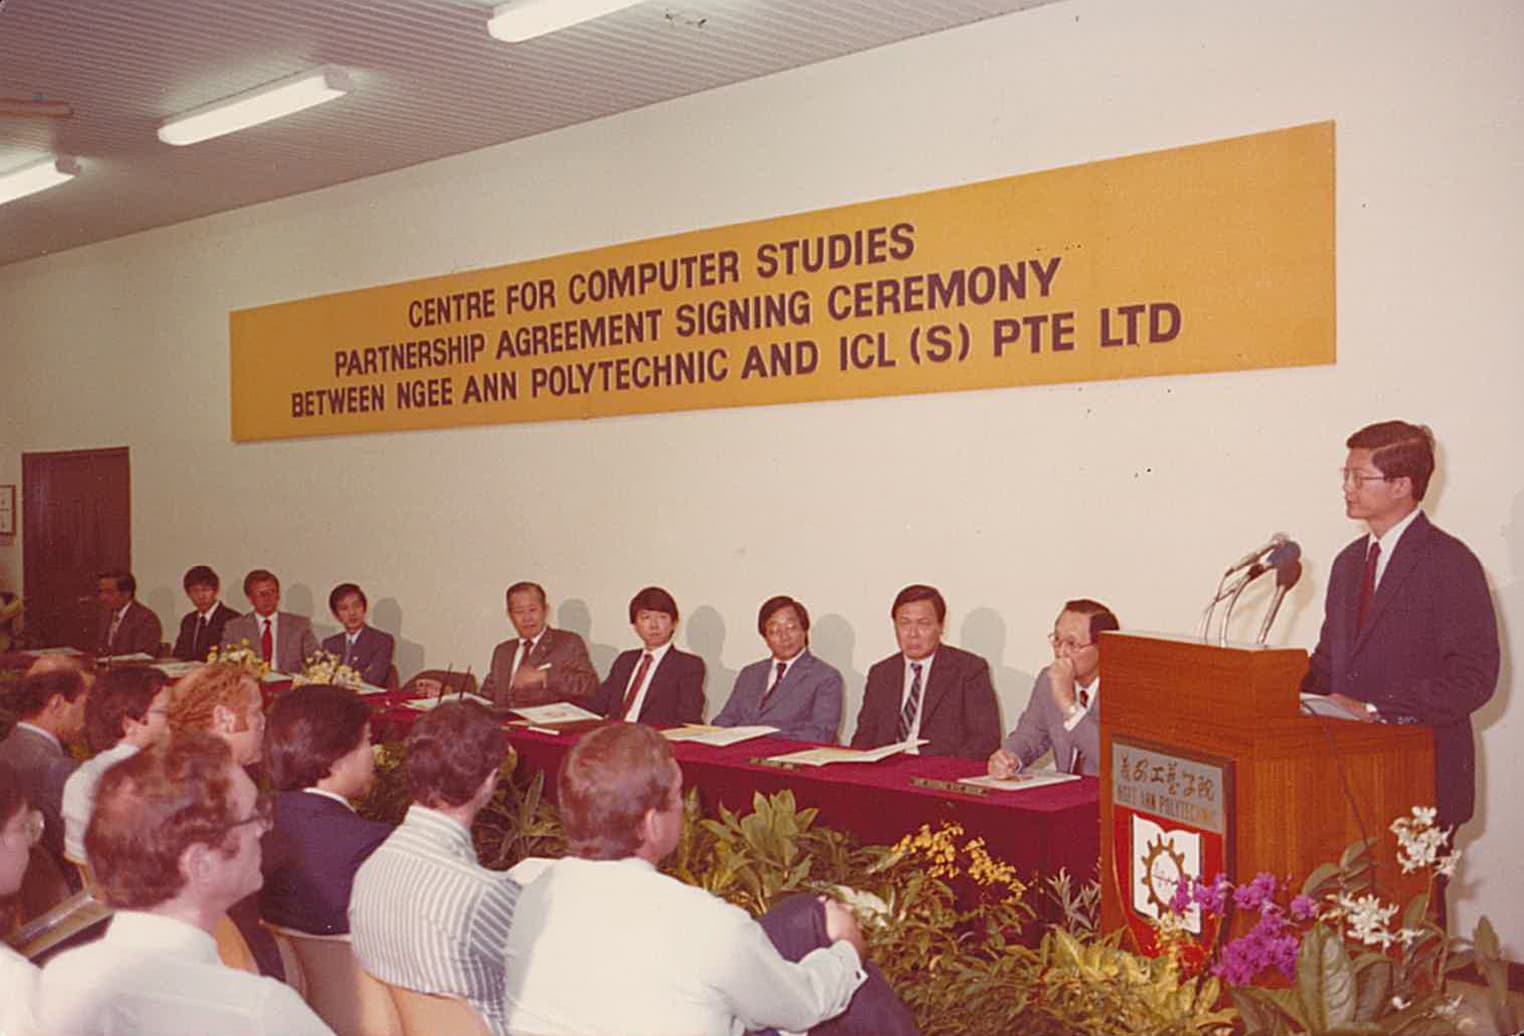 CENTRE FOR COMPUTER STUDIES
PARTNERSHIP AGREEMENT SIGNING CEREMONY
BETWEEN NGEE ANN POLYTECHNIC AND ICL (S) PTE LTD
義安工藝學院
NGEE ANN POLYTECHNIC